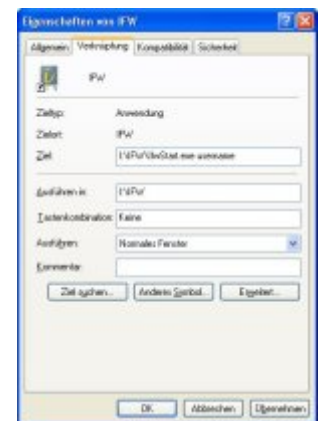 Eigenschaften von IFW
Allgemein Verknüpfung Kompatibilität Sicherheit
IFW
Zieltyp: Anwendung
Zielort: IFW
Ziel: username
Ausführen in:
Tastenkombination: Keine
Ausführen: Normales Fenster
Kommentar:
Ziel suchen... Anderes Symbol... Erweitert...
OK Abbrechen Übernehmen